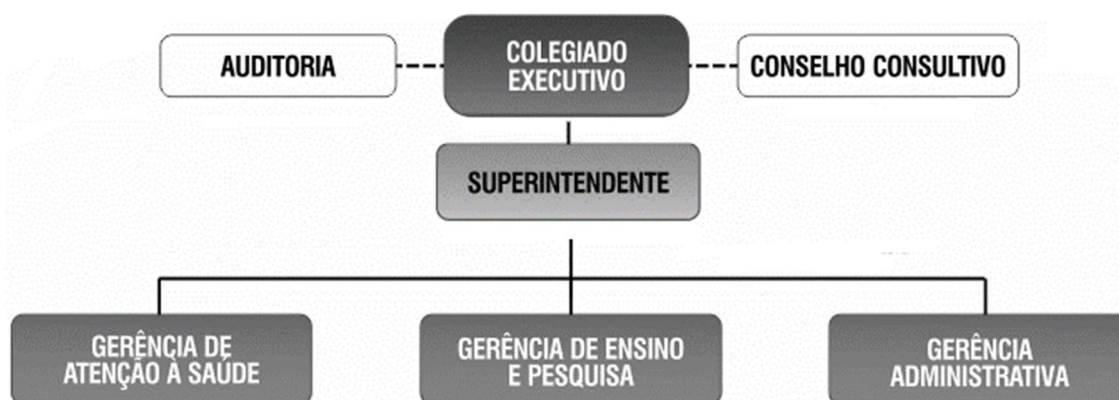 AUDITORIA
COLEGIADO
EXECUTIVO
CONSELHO CONSULTIVO
SUPERINTENDENTE
GERÊNCIA DE
ATENÇÃO À SAÚDE
GERÊNCIA DE ENSINO
E PESQUISA
GERÊNCIA
ADMINISTRATIVA